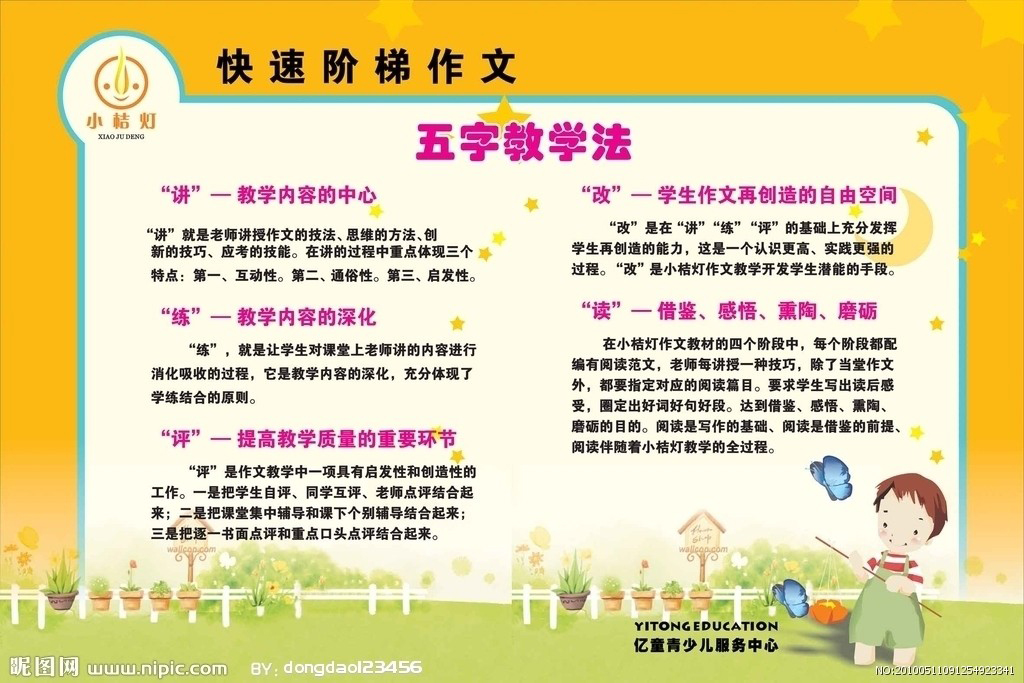 快速阶梯作文
小桔灯
XIAO JU DENG
五字教学法
“讲”— 教学内容的中心
“讲”就是老师讲授作文的技法、思维的方法、创
新的技巧、应考的技能。在讲的过程中重点体现三个
特点：第一、互动性。第二、通俗性。第三、启发性。
“练”— 教学内容的深化
“练”，就是让学生对课堂上老师讲的内容进行
消化吸收的过程，它是教学内容的深化，充分体现了
学练结合的原则。
“评”— 提高教学质量的重要环节
“评”是作文教学中一项具有启发性和创造性的
工作。一是把学生自评、同学互评、老师点评结合起
来；二是把课堂集中辅导和课下个别辅导结合起来；
三是把逐一书面点评和重点口头点评结合起来。
“改”— 学生作文再创造的自由空间
“改”是在“讲”“练”“评”的基础上充分发挥
学生再创造的能力，这是一个认识更高、实践更强的
过程。“改”是小桔灯作文教学开发学生潜能的手段。
“读”— 借鉴、感悟、熏陶、磨砺
在小桔灯作文教材的四个阶段中，每个阶段都配
编有阅读范文，老师每讲授一种技巧，除了当堂作文
外，都要指定对应的阅读篇目。要求学生写出读后感
受，圈定出好词好句好段。达到借鉴、感悟、熏陶、
磨砺的目的。阅读是写作的基础、阅读是借鉴的前提、
阅读伴随着小桔灯教学的全过程。
wallcoo.com
wallcoo.com
YITONG EDUCATION
亿童青少儿服务中心
昵图网 www.nipic.com
BY: dongdao123456
NO:20100511091254923341